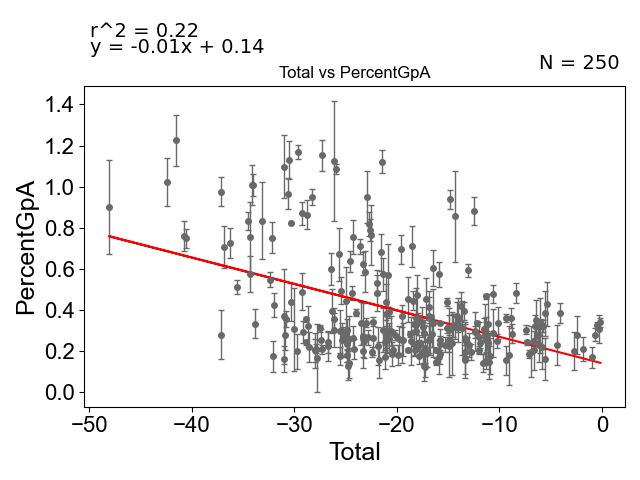 r^2 = 0.22
y = -0.01x + 0.14
N = 250
Total vs PercentGpA
PercentGpA
1.4
1.2
1.0
0.8
0.6
0.4
0.2
0.0
−50 −40 −30 −20 −10 0
Total